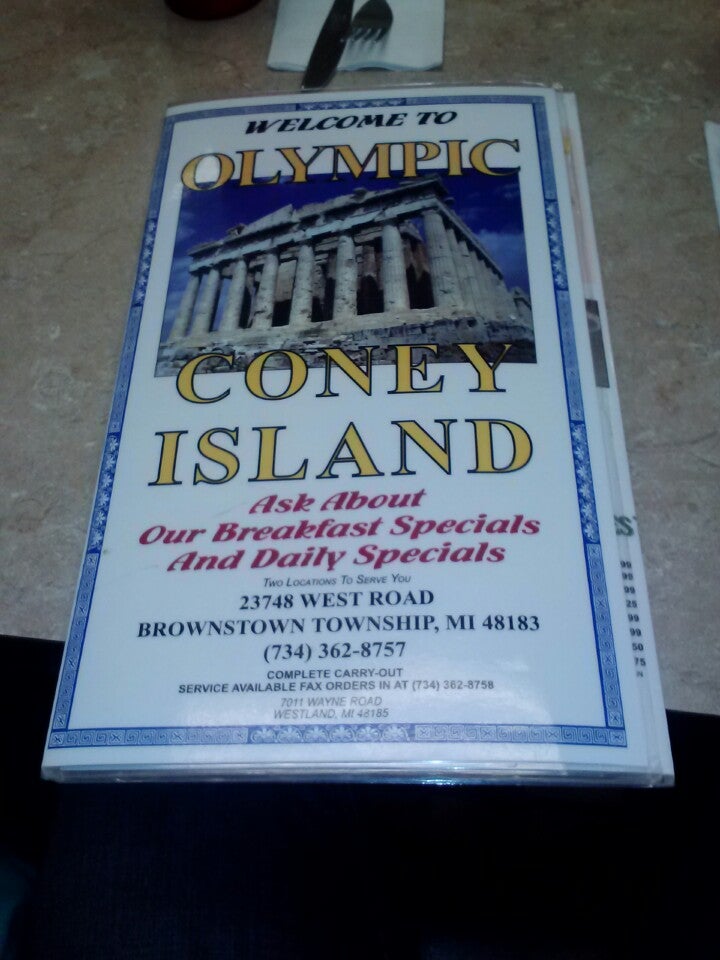 WELCOME TO
OLYMPIC
CONEY
ISLAND
Ask About
Our Breakfast Specials
And Daily Specials
TWO LOCATIONS TO SERVE YOU
23748 WEST ROAD
BROWNSTOWN TOWNSHIP, MI 48183
(734) 362-8757
COMPLETE CARRY-OUT
SERVICE AVAILABLE FAX ORDERS IN AT (734) 362-8758
7011 WAYNE ROAD
WESTLAND, MI 48185